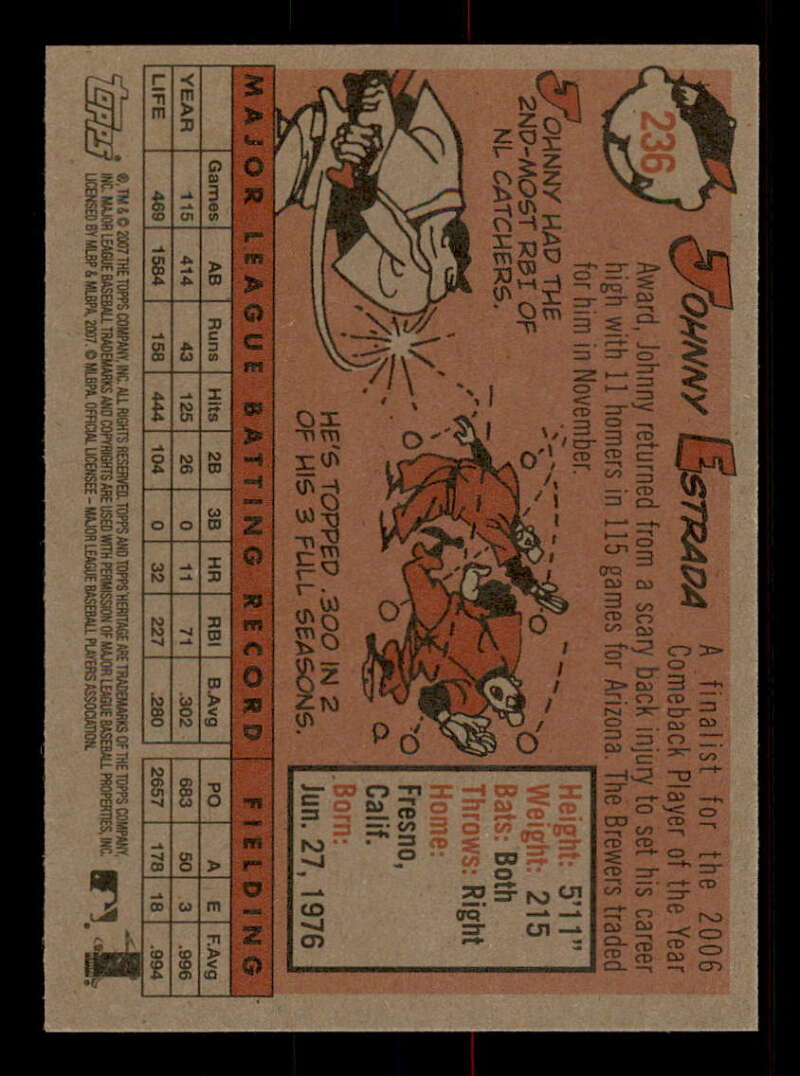 236
JOHNNY ESTRADA
A finalist for the 2006
Comeback Player of the Year
Award, Johnny returned from a scary back injury to set his career
high with 11 homers in 115 games for Arizona. The Brewers traded
for him in November.
JOHNNY HAD THE
2ND-MOST RBI OF
NL CATCHERS.
HE'S TOPPED .300 IN 2
OF HIS 3 FULL SEASONS.
Height: 5'11"
Weight: 215
Bats: Both
Throws: Right
Home:
Fresno,
Calif.
Born:
Jun. 27, 1976
MAJOR LEAGUE BATTING RECORD FIELDING
Games AB Runs Hits 2B 3B HR RBI B.Avg PO A E F.Avg
YEAR 115 414 43 125 26 0 11 71 .302 683 50 3 .996
LIFE 469 1584 158 444 104 0 32 227 .280 2657 178 18 .994
topps
®, TM & © 2007 THE TOPPS COMPANY, INC. ALL RIGHTS RESERVED. TOPPS AND TOPPS HERITAGE ARE TRADEMARKS OF THE TOPPS COMPANY,
INC. MAJOR LEAGUE BASEBALL TRADEMARKS AND COPYRIGHTS ARE USED WITH PERMISSION OF MAJOR LEAGUE BASEBALL PROPERTIES, INC.
LICENSED BY MLBP & MLBPA, 2007. © MLBPA. OFFICIAL LICENSEE – MAJOR LEAGUE BASEBALL PLAYERS ASSOCIATION.